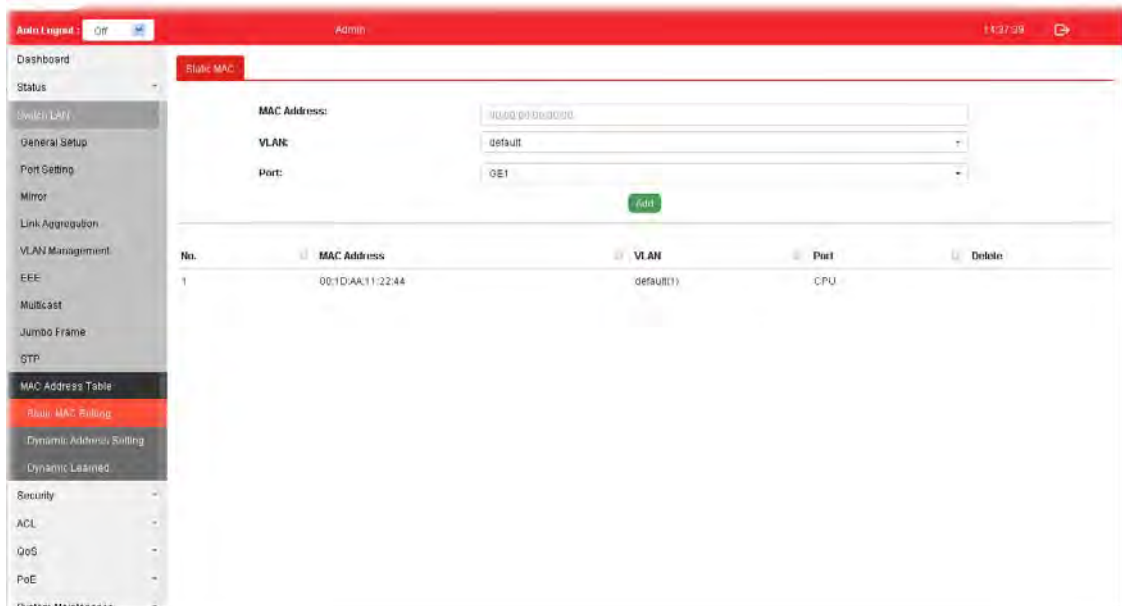 Auto Logout : Off Admin
Dashboard
Status
Switch LAN
General Setup
Port Setting
Mirror
Link Aggregation
VLAN Management
EEE
Multicast
Jumbo Frame
STP
MAC Address Table
Static MAC Setting
Dynamic Address Setting
Dynamic Learned
Security
ACL
QoS
PoE
System Maintenance
Static MAC
MAC Address: 00:00:00:00:00:00
VLAN: default
Port: GE1
Add
No. MAC Address VLAN Port Delete
1 00:1D:AA:11:22:44 default(1) CPU